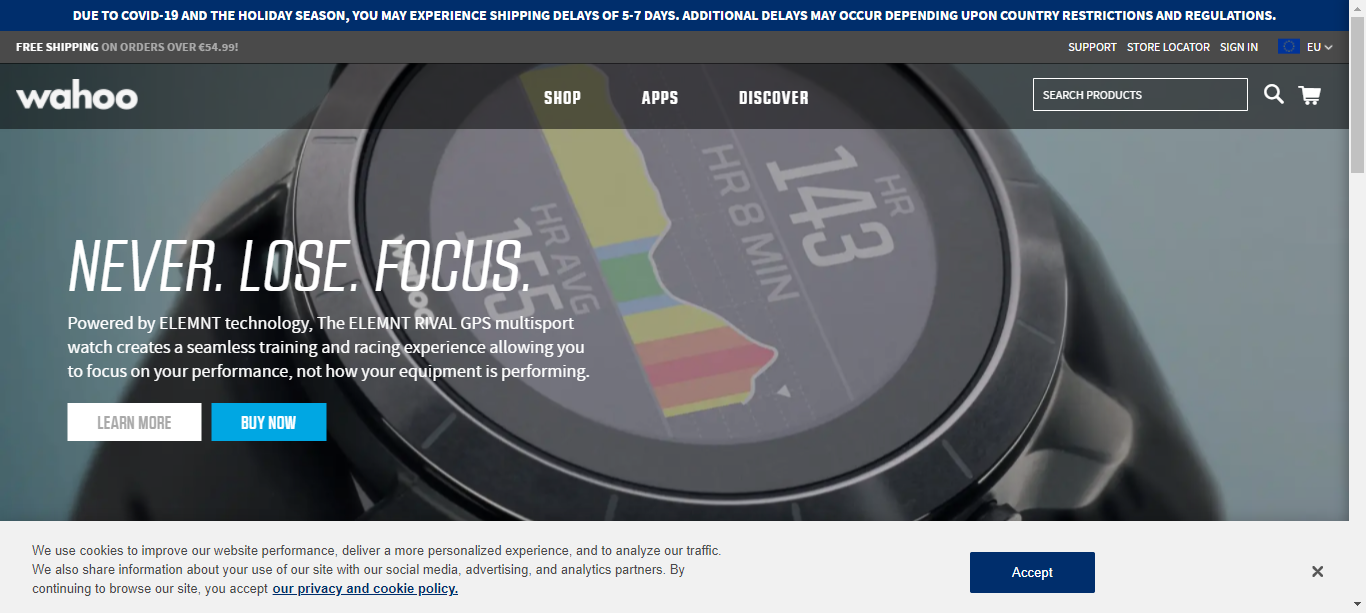 DUE TO COVID-19 AND THE HOLIDAY SEASON, YOU MAY EXPERIENCE SHIPPING DELAYS OF 5-7 DAYS. ADDITIONAL DELAYS MAY OCCUR DEPENDING UPON COUNTRY RESTRICTIONS AND REGULATIONS.
FREE SHIPPING ON ORDERS OVER €54.99!
SUPPORT STORE LOCATOR SIGN IN EU
wahoo
SHOP APPS DISCOVER
SEARCH PRODUCTS
HR
143
HR 8 MIN
HR AVG
155
wahoo
NEVER. LOSE. FOCUS.
Powered by ELEMNT technology, The ELEMNT RIVAL GPS multisport
watch creates a seamless training and racing experience allowing you
to focus on your performance, not how your equipment is performing.
LEARN MORE BUY NOW
We use cookies to improve our website performance, deliver a more personalized experience, and to analyze our traffic.
We also share information about your use of our site with our social media, advertising, and analytics partners. By
continuing to browse our site, you accept our privacy and cookie policy.
Accept